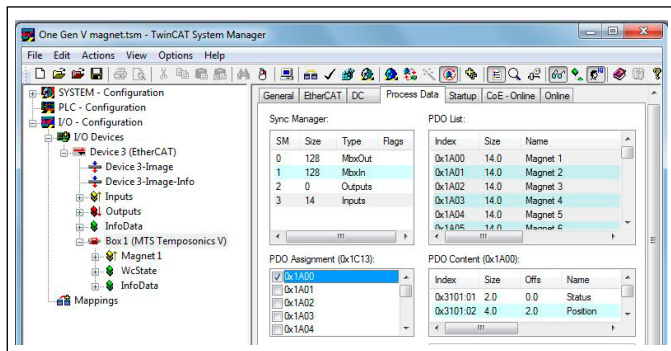 One Gen V magnet.tsm - TwinCAT System Manager
File Edit Actions View Options Help
SYSTEM - Configuration
PLC - Configuration
I/O - Configuration
I/O Devices
Device 3 (EtherCAT)
Device 3-Image
Device 3-Image-Info
Inputs
Outputs
InfoData
Box 1 (MTS Temposonics V)
Magnet 1
WcState
InfoData
Mappings
General EtherCAT DC Process Data Startup CoE - Online Online
Sync Manager:
SM Size Type Flags
0 128 MbxOut
1 128 MbxIn
2 0 Outputs
3 14 Inputs
PDO List:
Index Size Name
0x1A00 14.0 Magnet 1
0x1A01 14.0 Magnet 2
0x1A02 14.0 Magnet 3
0x1A03 14.0 Magnet 4
0x1A04 14.0 Magnet 5
0x1A05 14.0 Magnet 6
PDO Assignment (0x1C13):
0x1A00
0x1A01
0x1A02
0x1A03
0x1A04
PDO Content (0x1A00):
Index Size Offs Name
0x3101:01 2.0 0.0 Status
0x3101:02 4.0 2.0 Position